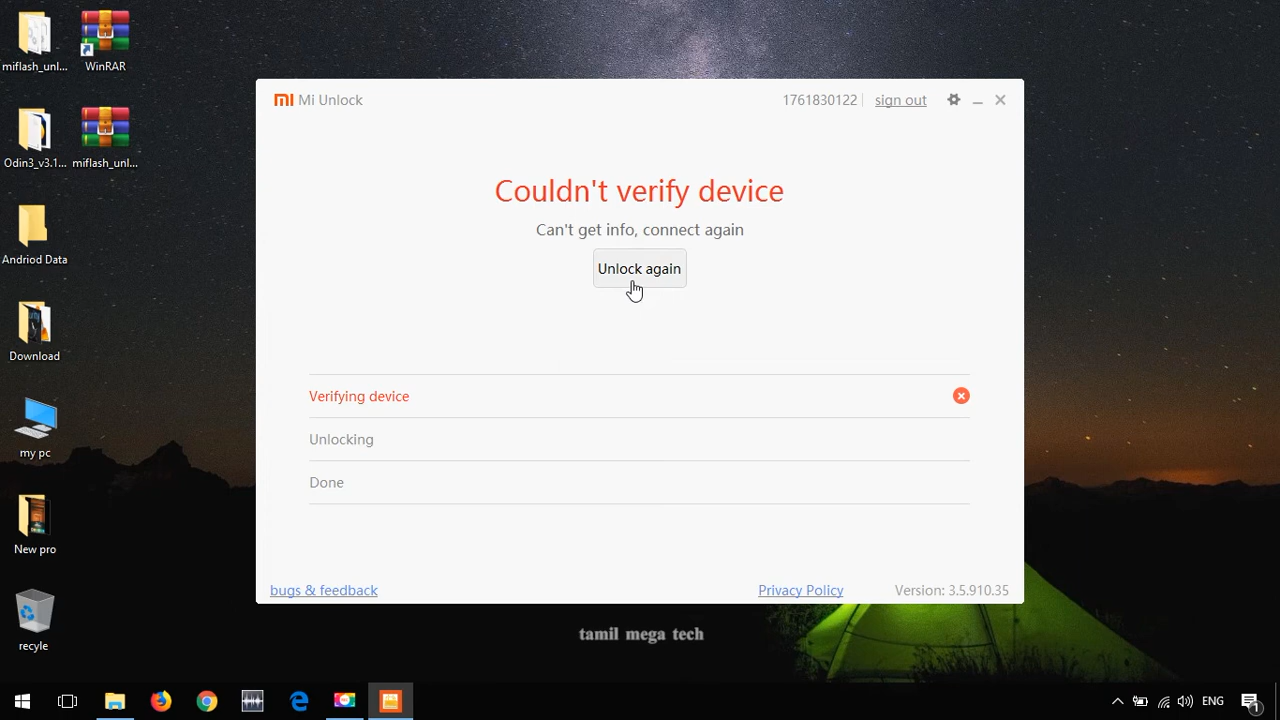 miflash_unl...
WinRAR
Odin3_v3.1...
miflash_unl...
Andriod Data
Download
my pc
New pro
recyle
mi Mi Unlock
1761830122
sign out
Couldn't verify device
Can't get info, connect again
Unlock again
Verifying device
Unlocking
Done
bugs & feedback
Privacy Policy
Version: 3.5.910.35
tamil mega tech
ENG
1